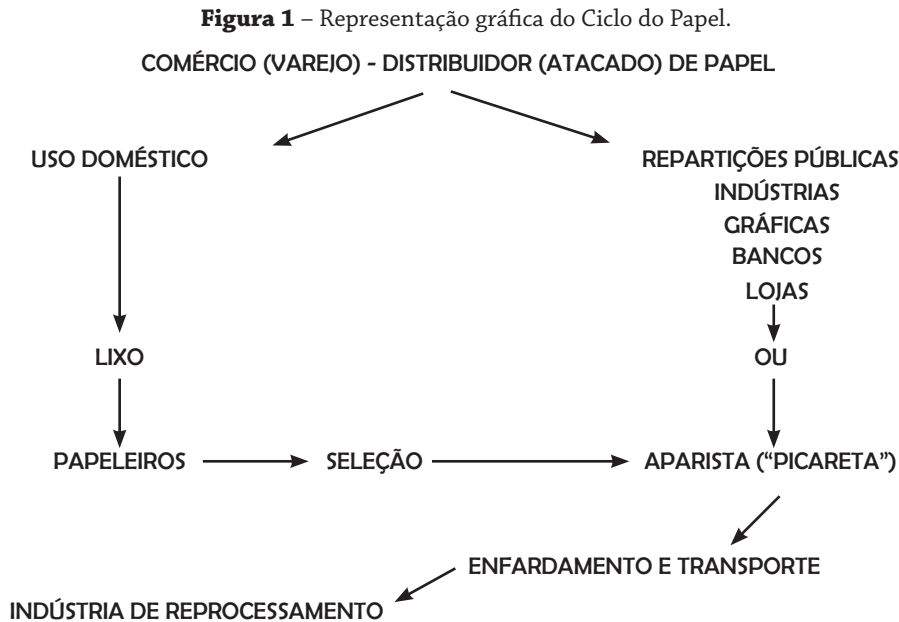 Figura 1 – Representação gráfica do Ciclo do Papel.
COMÉRCIO (VAREJO) - DISTRIBUIDOR (ATACADO) DE PAPEL
USO DOMÉSTICO
REPARTIÇÕES PÚBLICAS
INDÚSTRIAS
GRÁFICAS
BANCOS
LOJAS
LIXO
OU
PAPELEIROS
SELEÇÃO
APARISTA (“PICARETA”)
ENFARDAMENTO E TRANSPORTE
INDÚSTRIA DE REPROCESSAMENTO